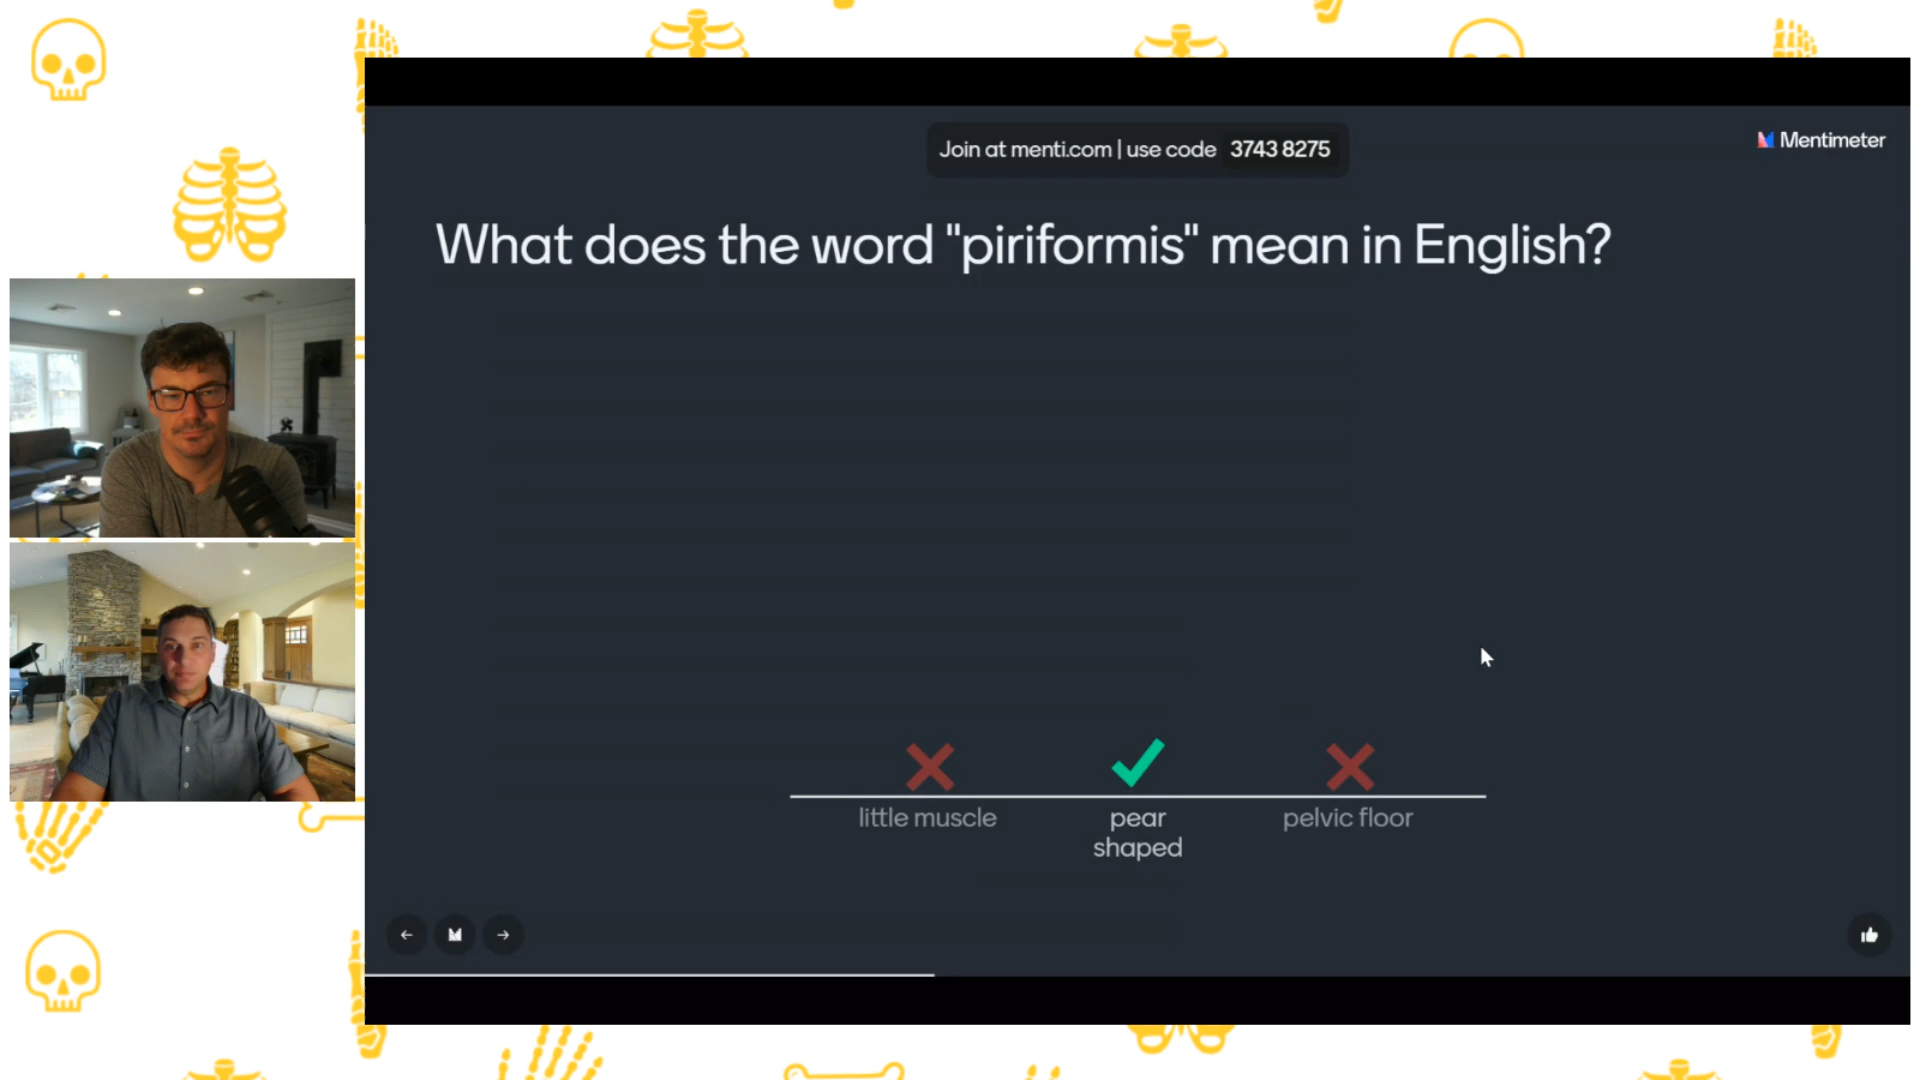 Join at menti.com | use code 3743 8275
Mentimeter
What does the word "piriformis" mean in English?
little muscle
pear
shaped
pelvic floor